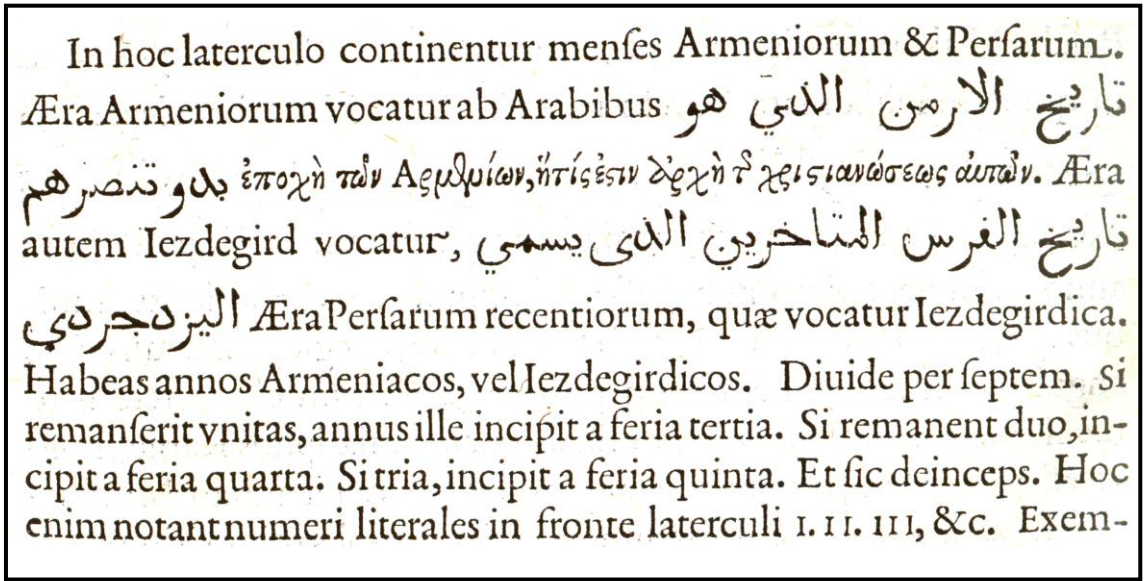 In hoc laterculo continentur menſes Armeniorum & Perſarum.
Æra Armeniorum vocatur ab Arabibus تاريخ الارمن الذي هو
بدو تنصرهم ἐποχὴ τῶν Αρμενίων, ἥτις ἐστιν ἀρχὴ τ͂ χριστιανώσεως αὐτῶν. Æra
autem Iezdegird vocatur, تاريخ الفرس المتاخرين الذى يسمي
اليزدجردي Æra Perſarum recentiorum, quæ vocatur Iezdegirdica.
Habeas annos Armeniacos, vel Iezdegirdicos. Diuide per ſeptem. Si
remanſerit vnitas, annus ille incipit a feria tertia. Si remanent duo, in-
cipit a feria quarta. Si tria, incipit a feria quinta. Et ſic deinceps. Hoc
enim notant numeri literales in fronte laterculi I. II. III, &c. Exem-